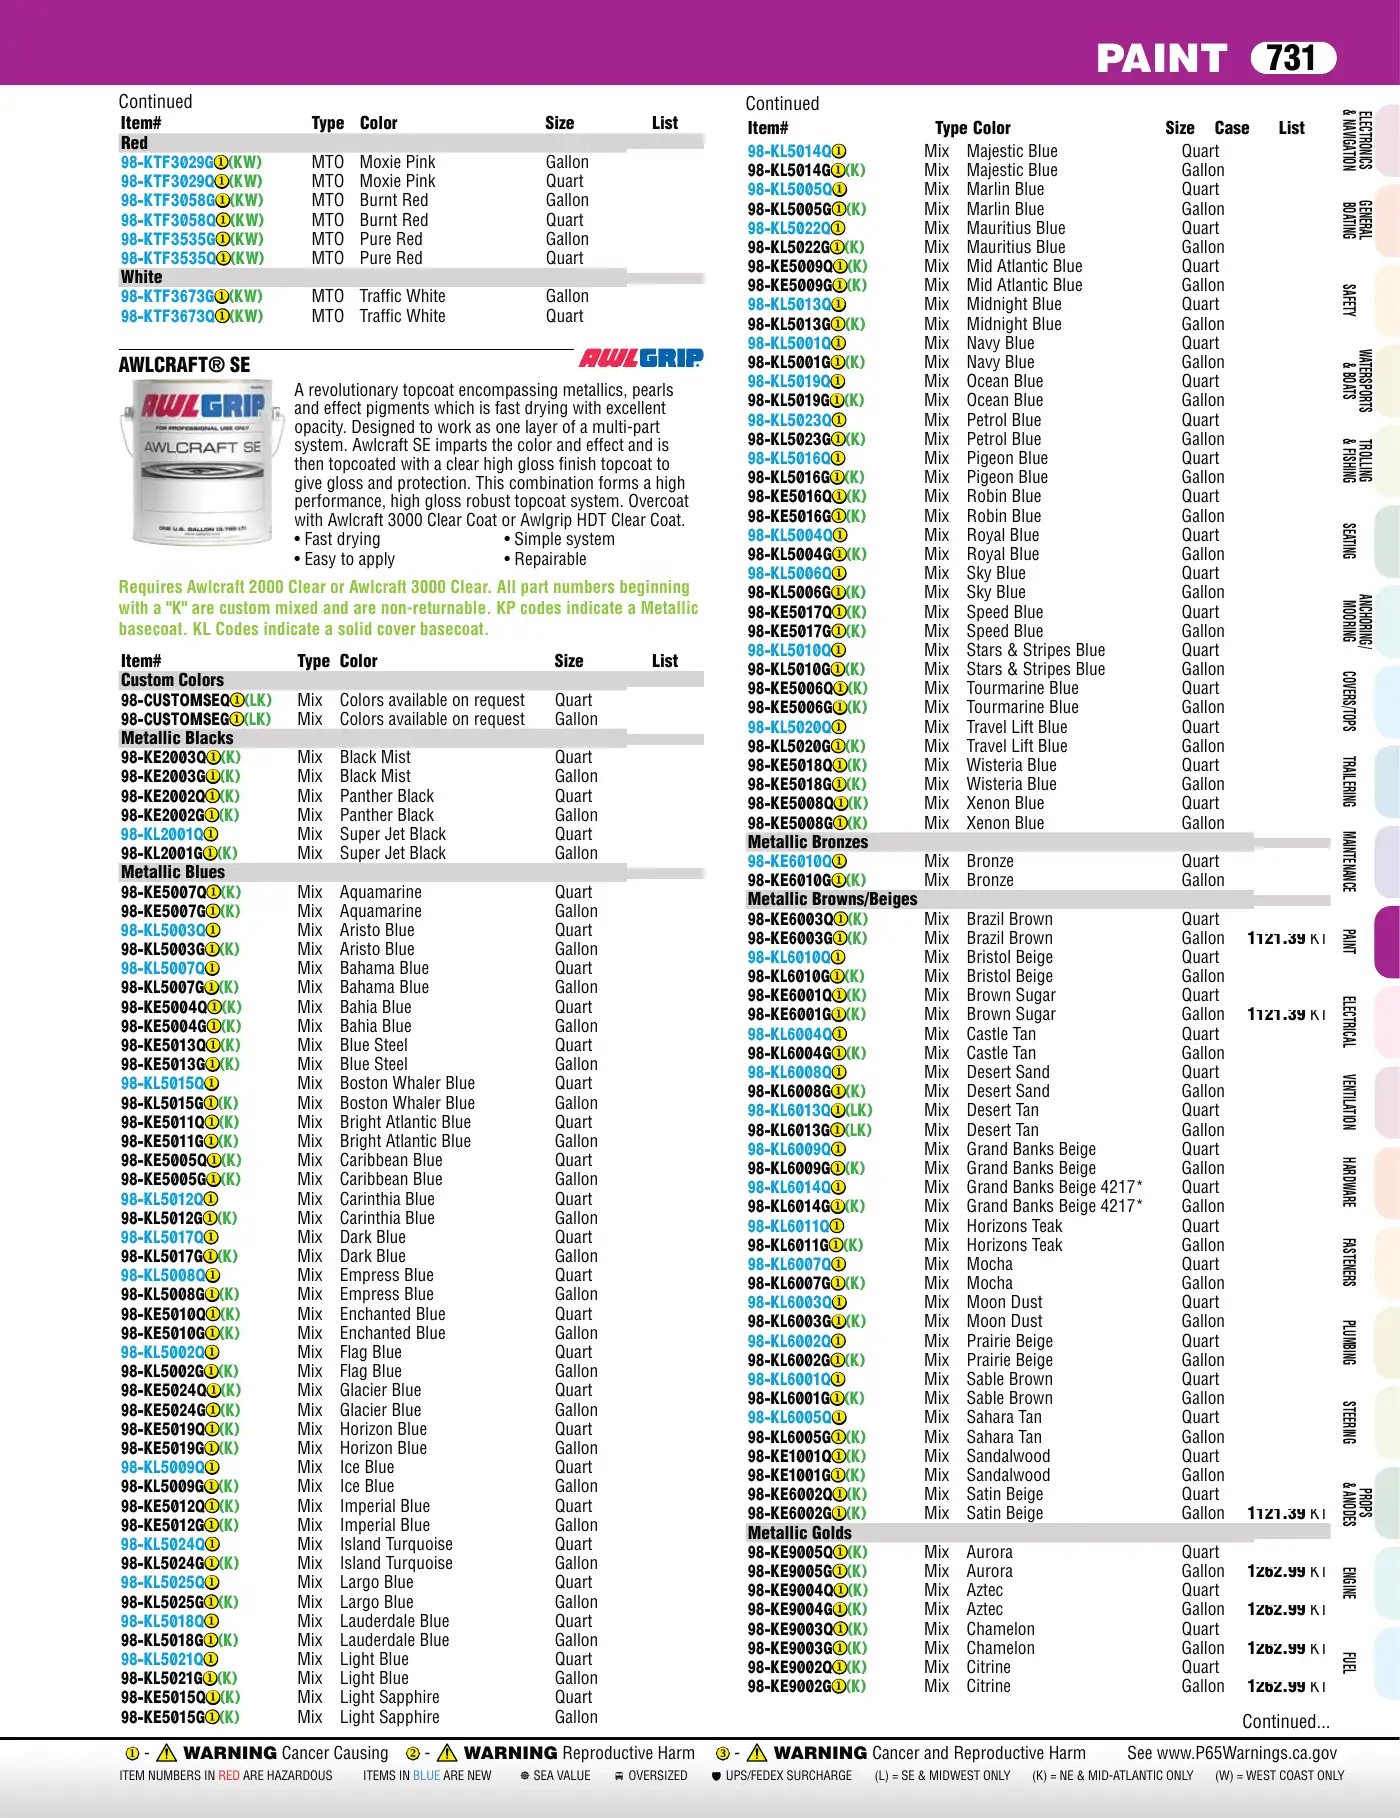 PAINT 731
Continued
Item# Type Color Size List
Red
98-KTF3029G①(KW) MTO Moxie Pink Gallon
98-KTF3029Q①(KW) MTO Moxie Pink Quart
98-KTF3058G①(KW) MTO Burnt Red Gallon
98-KTF3058Q①(KW) MTO Burnt Red Quart
98-KTF3535G①(KW) MTO Pure Red Gallon
98-KTF3535Q①(KW) MTO Pure Red Quart
White
98-KTF3673G①(KW) MTO Traffic White Gallon
98-KTF3673Q①(KW) MTO Traffic White Quart
AWLCRAFT® SE
AWLGRIP
AWLGRIP
FOR PROFESSIONAL USE ONLY
AWLCRAFT SE
ONE U.S. GALLON (3.785 LT)
A revolutionary topcoat encompassing metallics, pearls
and effect pigments which is fast drying with excellent
opacity. Designed to work as one layer of a multi-part
system. Awlcraft SE imparts the color and effect and is
then topcoated with a clear high gloss finish topcoat to
give gloss and protection. This combination forms a high
performance, high gloss robust topcoat system. Overcoat
with Awlcraft 3000 Clear Coat or Awlgrip HDT Clear Coat.
• Fast drying • Simple system
• Easy to apply • Repairable
Requires Awlcraft 2000 Clear or Awlcraft 3000 Clear. All part numbers beginning
with a "K" are custom mixed and are non-returnable. KP codes indicate a Metallic
basecoat. KL Codes indicate a solid cover basecoat.
Item# Type Color Size List
Custom Colors
98-CUSTOMSEQ①(LK) Mix Colors available on request Quart
98-CUSTOMSEG①(LK) Mix Colors available on request Gallon
Metallic Blacks
98-KE2003Q①(K) Mix Black Mist Quart
98-KE2003G①(K) Mix Black Mist Gallon
98-KE2002Q①(K) Mix Panther Black Quart
98-KE2002G①(K) Mix Panther Black Gallon
98-KL2001Q① Mix Super Jet Black Quart
98-KL2001G①(K) Mix Super Jet Black Gallon
Metallic Blues
98-KE5007Q①(K) Mix Aquamarine Quart
98-KE5007G①(K) Mix Aquamarine Gallon
98-KL5003Q① Mix Aristo Blue Quart
98-KL5003G①(K) Mix Aristo Blue Gallon
98-KL5007Q① Mix Bahama Blue Quart
98-KL5007G①(K) Mix Bahama Blue Gallon
98-KE5004Q①(K) Mix Bahia Blue Quart
98-KE5004G①(K) Mix Bahia Blue Gallon
98-KE5013Q①(K) Mix Blue Steel Quart
98-KE5013G①(K) Mix Blue Steel Gallon
98-KL5015Q① Mix Boston Whaler Blue Quart
98-KL5015G①(K) Mix Boston Whaler Blue Gallon
98-KE5011Q①(K) Mix Bright Atlantic Blue Quart
98-KE5011G①(K) Mix Bright Atlantic Blue Gallon
98-KE5005Q①(K) Mix Caribbean Blue Quart
98-KE5005G①(K) Mix Caribbean Blue Gallon
98-KL5012Q① Mix Carinthia Blue Quart
98-KL5012G①(K) Mix Carinthia Blue Gallon
98-KL5017Q① Mix Dark Blue Quart
98-KL5017G①(K) Mix Dark Blue Gallon
98-KL5008Q① Mix Empress Blue Quart
98-KL5008G①(K) Mix Empress Blue Gallon
98-KE5010Q①(K) Mix Enchanted Blue Quart
98-KE5010G①(K) Mix Enchanted Blue Gallon
98-KL5002Q① Mix Flag Blue Quart
98-KL5002G①(K) Mix Flag Blue Gallon
98-KE5024Q①(K) Mix Glacier Blue Quart
98-KE5024G①(K) Mix Glacier Blue Gallon
98-KE5019Q①(K) Mix Horizon Blue Quart
98-KE5019G①(K) Mix Horizon Blue Gallon
98-KL5009Q① Mix Ice Blue Quart
98-KL5009G①(K) Mix Ice Blue Gallon
98-KE5012Q①(K) Mix Imperial Blue Quart
98-KE5012G①(K) Mix Imperial Blue Gallon
98-KL5024Q① Mix Island Turquoise Quart
98-KL5024G①(K) Mix Island Turquoise Gallon
98-KL5025Q① Mix Largo Blue Quart
98-KL5025G①(K) Mix Largo Blue Gallon
98-KL5018Q① Mix Lauderdale Blue Quart
98-KL5018G①(K) Mix Lauderdale Blue Gallon
98-KL5021Q① Mix Light Blue Quart
98-KL5021G①(K) Mix Light Blue Gallon
98-KE5015Q①(K) Mix Light Sapphire Quart
98-KE5015G①(K) Mix Light Sapphire Gallon
Continued
Item# Type Color Size Case List
98-KL5014Q① Mix Majestic Blue Quart
98-KL5014G①(K) Mix Majestic Blue Gallon
98-KL5005Q① Mix Marlin Blue Quart
98-KL5005G①(K) Mix Marlin Blue Gallon
98-KL5022Q① Mix Mauritius Blue Quart
98-KL5022G①(K) Mix Mauritius Blue Gallon
98-KE5009Q①(K) Mix Mid Atlantic Blue Quart
98-KE5009G①(K) Mix Mid Atlantic Blue Gallon
98-KL5013Q① Mix Midnight Blue Quart
98-KL5013G①(K) Mix Midnight Blue Gallon
98-KL5001Q① Mix Navy Blue Quart
98-KL5001G①(K) Mix Navy Blue Gallon
98-KL5019Q① Mix Ocean Blue Quart
98-KL5019G①(K) Mix Ocean Blue Gallon
98-KL5023Q① Mix Petrol Blue Quart
98-KL5023G①(K) Mix Petrol Blue Gallon
98-KL5016Q① Mix Pigeon Blue Quart
98-KL5016G①(K) Mix Pigeon Blue Gallon
98-KE5016Q①(K) Mix Robin Blue Quart
98-KE5016G①(K) Mix Robin Blue Gallon
98-KL5004Q① Mix Royal Blue Quart
98-KL5004G①(K) Mix Royal Blue Gallon
98-KL5006Q① Mix Sky Blue Quart
98-KL5006G①(K) Mix Sky Blue Gallon
98-KE5017Q①(K) Mix Speed Blue Quart
98-KE5017G①(K) Mix Speed Blue Gallon
98-KL5010Q① Mix Stars & Stripes Blue Quart
98-KL5010G①(K) Mix Stars & Stripes Blue Gallon
98-KE5006Q①(K) Mix Tourmarine Blue Quart
98-KE5006G①(K) Mix Tourmarine Blue Gallon
98-KL5020Q① Mix Travel Lift Blue Quart
98-KL5020G①(K) Mix Travel Lift Blue Gallon
98-KE5018Q①(K) Mix Wisteria Blue Quart
98-KE5018G①(K) Mix Wisteria Blue Gallon
98-KE5008Q①(K) Mix Xenon Blue Quart
98-KE5008G①(K) Mix Xenon Blue Gallon
Metallic Bronzes
98-KE6010Q① Mix Bronze Quart
98-KE6010G①(K) Mix Bronze Gallon
Metallic Browns/Beiges
98-KE6003Q①(K) Mix Brazil Brown Quart
98-KE6003G①(K) Mix Brazil Brown Gallon 1121.39 KT
98-KL6010Q① Mix Bristol Beige Quart
98-KL6010G①(K) Mix Bristol Beige Gallon
98-KE6001Q①(K) Mix Brown Sugar Quart
98-KE6001G①(K) Mix Brown Sugar Gallon 1121.39 KT
98-KL6004Q① Mix Castle Tan Quart
98-KL6004G①(K) Mix Castle Tan Gallon
98-KL6008Q① Mix Desert Sand Quart
98-KL6008G①(K) Mix Desert Sand Gallon
98-KL6013Q①(LK) Mix Desert Tan Quart
98-KL6013G①(LK) Mix Desert Tan Gallon
98-KL6009Q① Mix Grand Banks Beige Quart
98-KL6009G①(K) Mix Grand Banks Beige Gallon
98-KL6014Q① Mix Grand Banks Beige 4217* Quart
98-KL6014G①(K) Mix Grand Banks Beige 4217* Gallon
98-KL6011Q① Mix Horizons Teak Quart
98-KL6011G①(K) Mix Horizons Teak Gallon
98-KL6007Q① Mix Mocha Quart
98-KL6007G①(K) Mix Mocha Gallon
98-KL6003Q① Mix Moon Dust Quart
98-KL6003G①(K) Mix Moon Dust Gallon
98-KL6002Q① Mix Prairie Beige Quart
98-KL6002G①(K) Mix Prairie Beige Gallon
98-KL6001Q① Mix Sable Brown Quart
98-KL6001G①(K) Mix Sable Brown Gallon
98-KL6005Q① Mix Sahara Tan Quart
98-KL6005G①(K) Mix Sahara Tan Gallon
98-KE1001Q①(K) Mix Sandalwood Quart
98-KE1001G①(K) Mix Sandalwood Gallon
98-KE6002Q①(K) Mix Satin Beige Quart
98-KE6002G①(K) Mix Satin Beige Gallon 1121.39 KT
Metallic Golds
98-KE9005Q①(K) Mix Aurora Quart
98-KE9005G①(K) Mix Aurora Gallon 1262.99 KT
98-KE9004Q①(K) Mix Aztec Quart
98-KE9004G①(K) Mix Aztec Gallon 1262.99 KT
98-KE9003Q①(K) Mix Chamelon Quart
98-KE9003G①(K) Mix Chamelon Gallon 1262.99 KT
98-KE9002Q①(K) Mix Citrine Quart
98-KE9002G①(K) Mix Citrine Gallon 1262.99 KT
Continued...
ELECTRONICS
& NAVIGATION
GENERAL
BOATING
SAFETY
WATERSPORTS
& BOATS
TROLLING
& FISHING
SEATING
ANCHORING/
MOORING
COVERS/TOPS
TRAILERING
MAINTENANCE
PAINT
ELECTRICAL
VENTILATION
HARDWARE
FASTENERS
PLUMBING
STEERING
PROPS
& ANODES
ENGINE
FUEL
① - ⚠ WARNING Cancer Causing ② - ⚠ WARNING Reproductive Harm ③ - ⚠ WARNING Cancer and Reproductive Harm See www.P65Warnings.ca.gov
ITEM NUMBERS IN RED ARE HAZARDOUS ITEMS IN BLUE ARE NEW SEA VALUE OVERSIZED UPS/FEDEX SURCHARGE (L) = SE & MIDWEST ONLY (K) = NE & MID-ATLANTIC ONLY (W) = WEST COAST ONLY